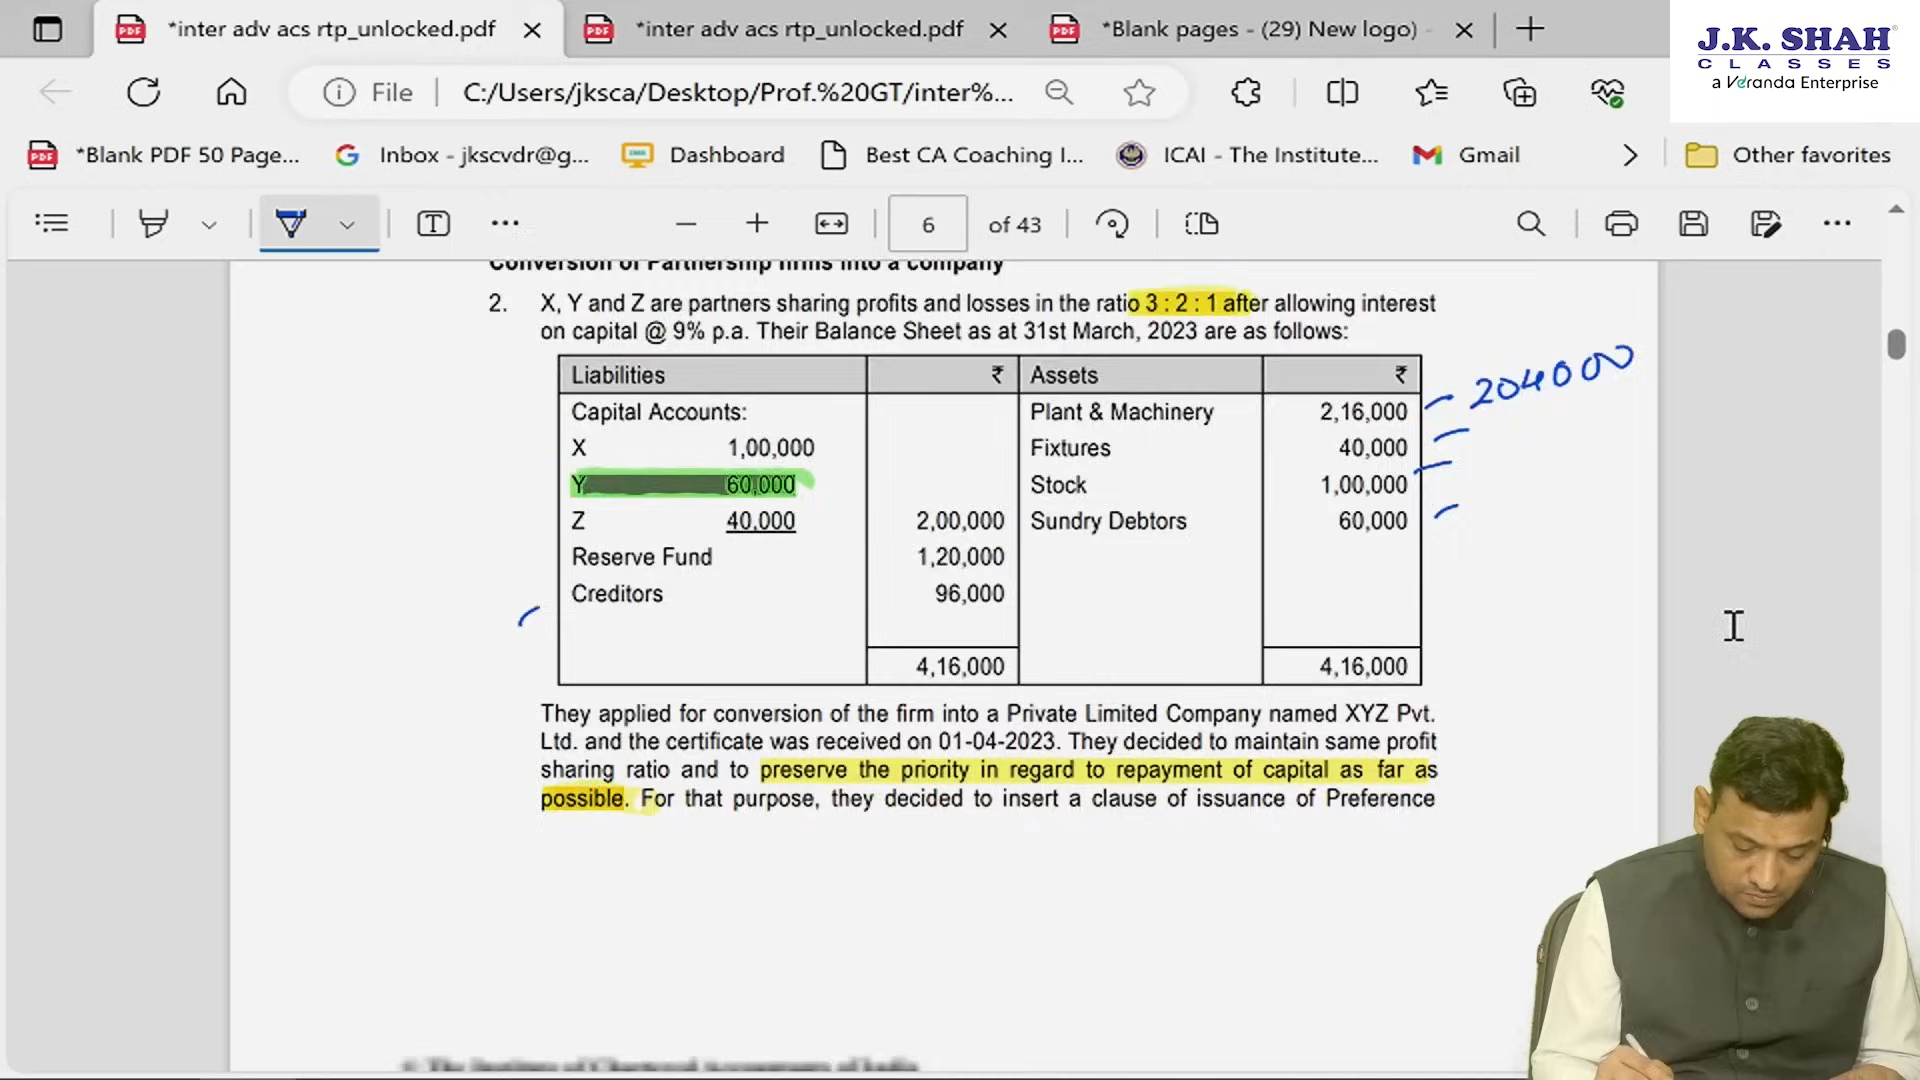 *inter adv acs rtp_unlocked.pdf
*inter adv acs rtp_unlocked.pdf
*Blank pages - (29) New logo) -
J.K. SHAH
CLASSES
a Veranda Enterprise
File
C:/Users/jksca/Desktop/Prof.%20GT/inter%...
*Blank PDF 50 Page...
Inbox - jkscvdr@g...
Dashboard
Best CA Coaching I...
ICAI - The Institute...
Gmail
Other favorites
6 of 43
Conversion of Partnership firms into a company
2. X, Y and Z are partners sharing profits and losses in the ratio 3 : 2 : 1 after allowing interest
on capital @ 9% p.a. Their Balance Sheet as at 31st March, 2023 are as follows:
Liabilities ₹ Assets ₹
204000
Capital Accounts: Plant & Machinery 2,16,000
X 1,00,000 Fixtures 40,000
Y 60,000 Stock 1,00,000
Z 40,000 2,00,000 Sundry Debtors 60,000
Reserve Fund 1,20,000
Creditors 96,000
4,16,000 4,16,000
They applied for conversion of the firm into a Private Limited Company named XYZ Pvt.
Ltd. and the certificate was received on 01-04-2023. They decided to maintain same profit
sharing ratio and to preserve the priority in regard to repayment of capital as far as
possible. For that purpose, they decided to insert a clause of issuance of Preference